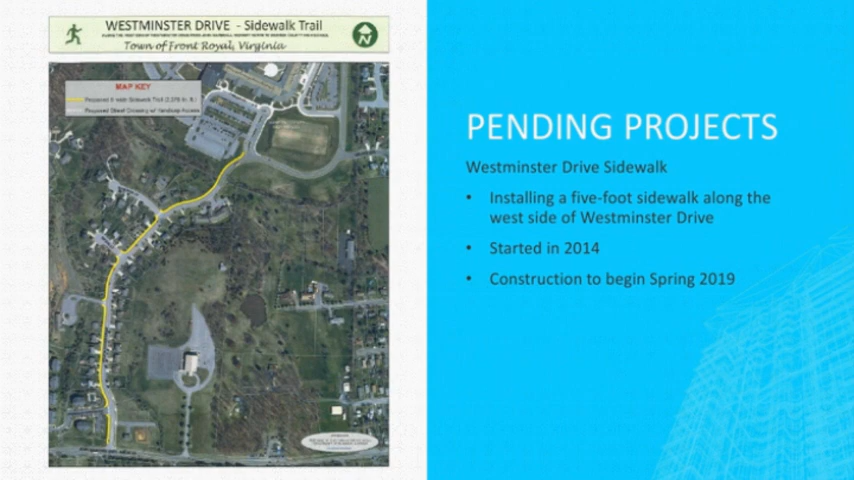 WESTMINSTER DRIVE - Sidewalk Trail
Town of Front Royal, Virginia
MAP KEY
PENDING PROJECTS
Westminster Drive Sidewalk
• Installing a five-foot sidewalk along the
west side of Westminster Drive
• Started in 2014
• Construction to begin Spring 2019